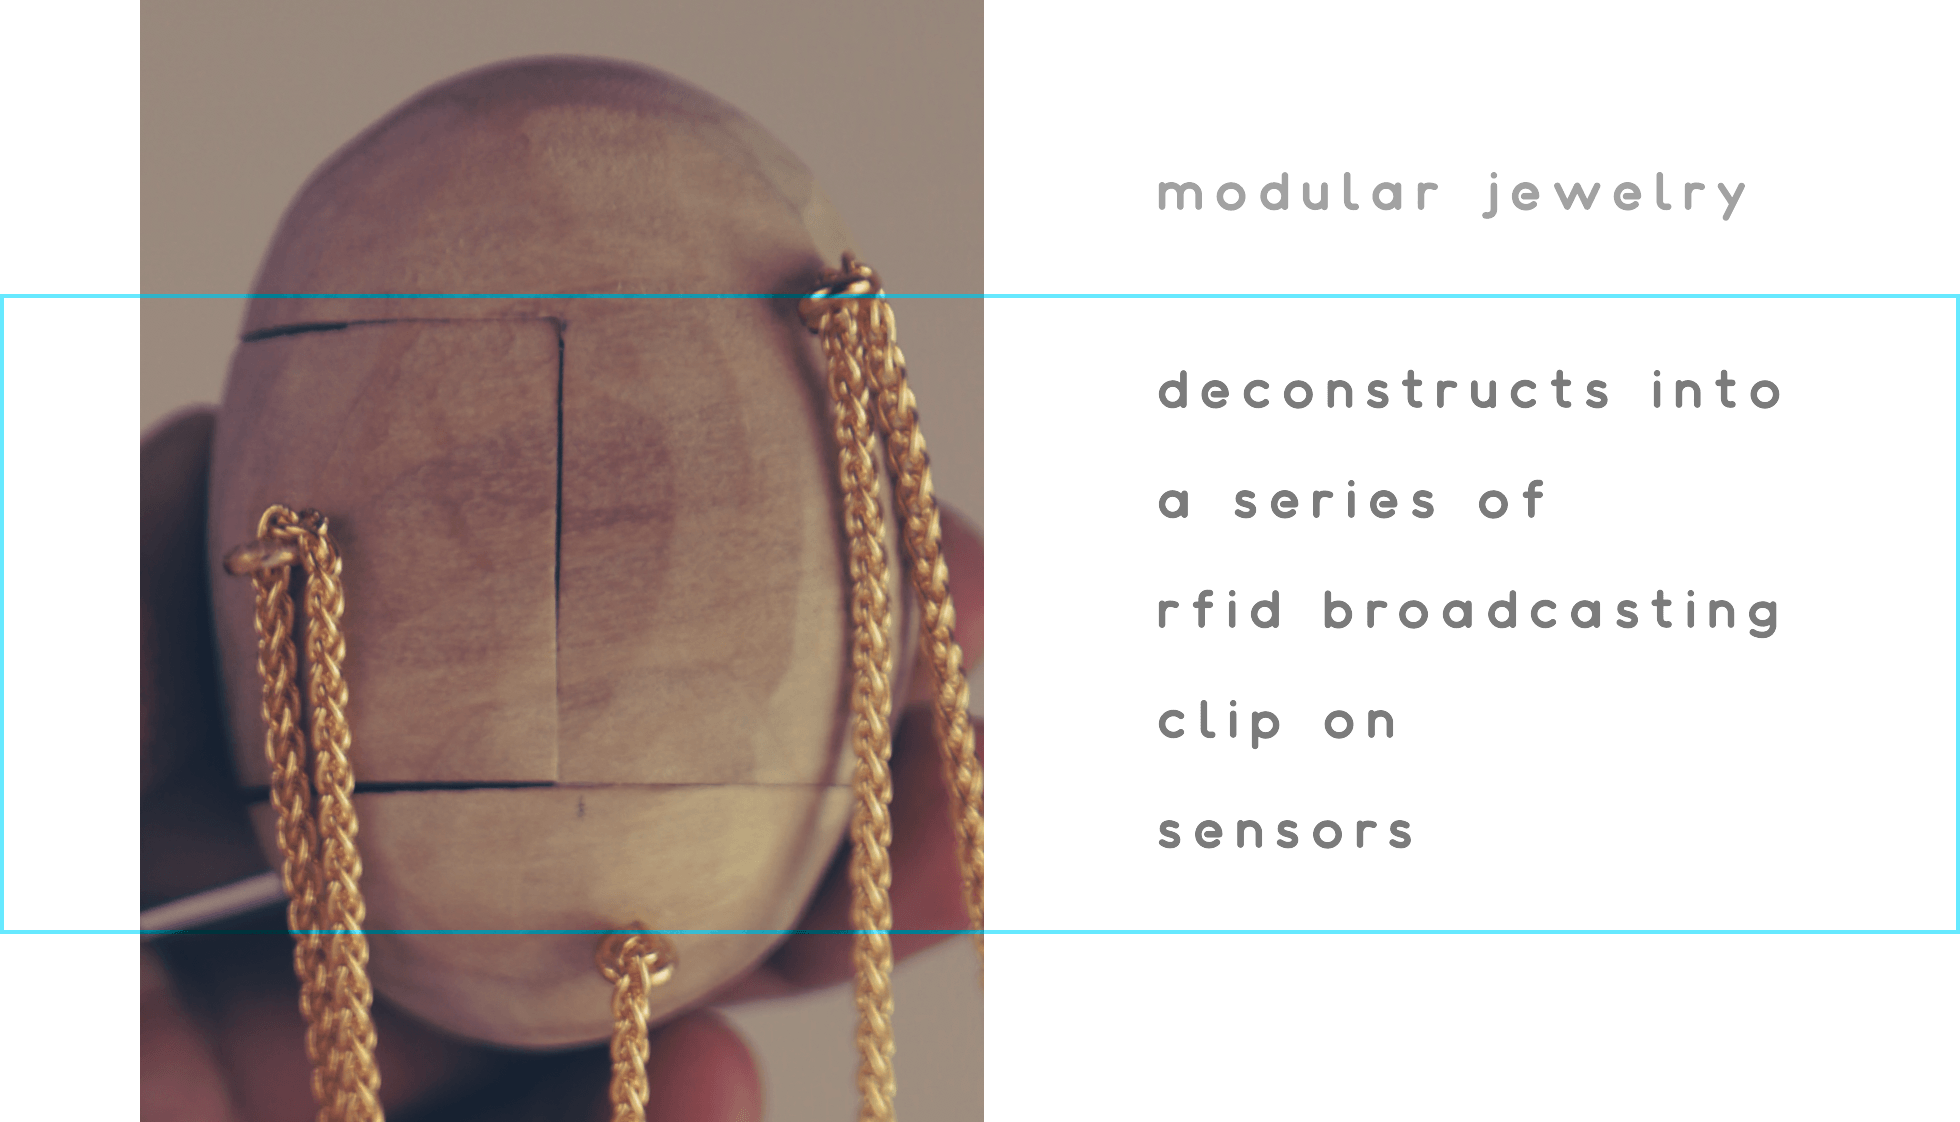 modular jewelry
deconstructs into
a series of
rfid broadcasting
clip on
sensors